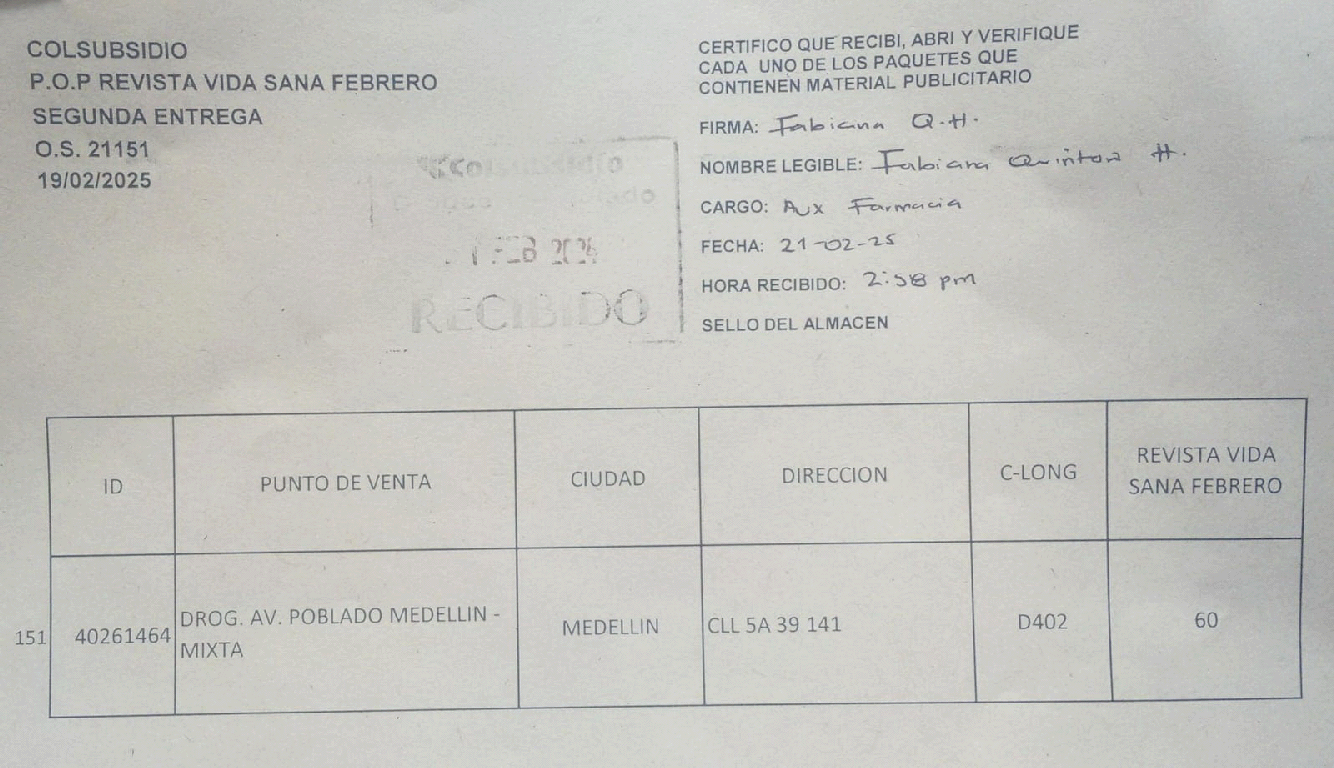 COLSUBSIDIO
P.O.P REVISTA VIDA SANA FEBRERO
SEGUNDA ENTREGA
O.S. 21151
19/02/2025
Colsubsidio
FEB
RECIBIDO
CERTIFICO QUE RECIBI, ABRI Y VERIFIQUE
CADA UNO DE LOS PAQUETES QUE
CONTIENEN MATERIAL PUBLICITARIO
FIRMA: Fabiana Q.H.
NOMBRE LEGIBLE: Fabiana H.
CARGO: Aux Farmacia
FECHA: 21-02-25
HORA RECIBIDO: 2:58 pm
SELLO DEL ALMACEN
ID PUNTO DE VENTA CIUDAD DIRECCION C-LONG REVISTA VIDA
SANA FEBRERO
151 40261464 DROG. AV. POBLADO MEDELLIN - MEDELLIN CLL 5A 39 141 D402 60
MIXTA